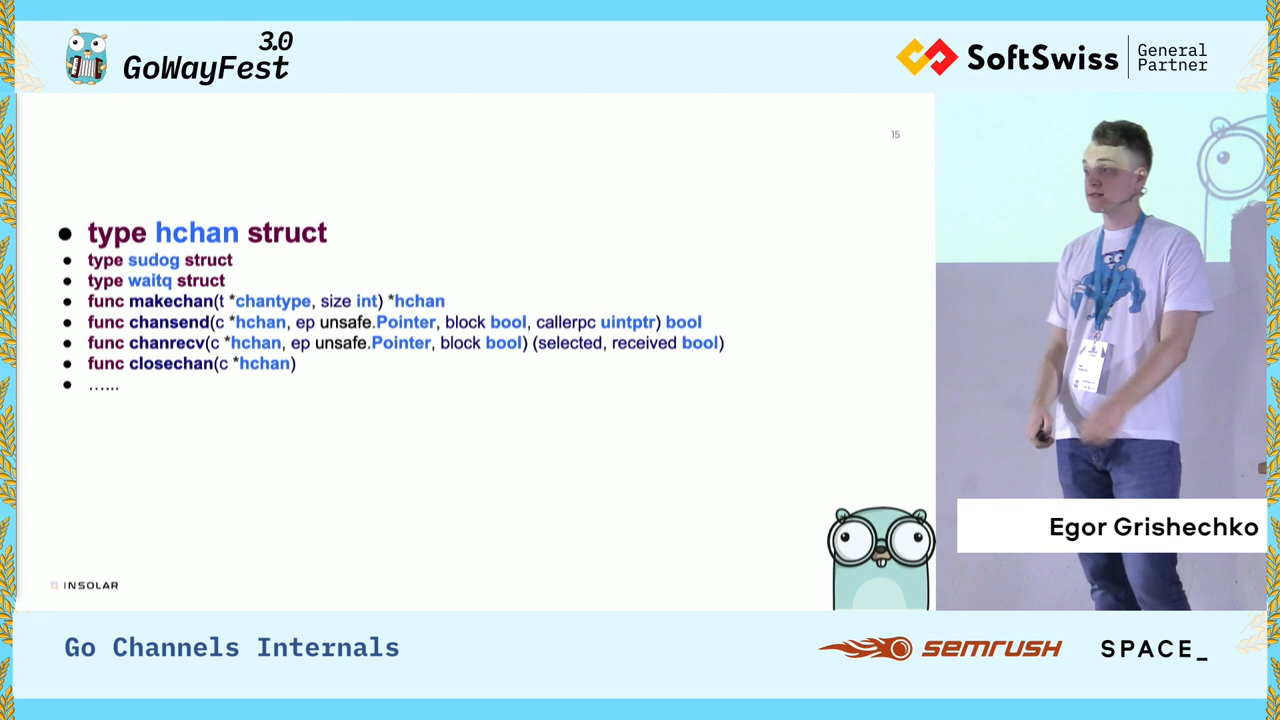 3.0
GoWayFest
SoftSwiss
General
Partner
15
type hchan struct
type sudog struct
type waitq struct
func makechan(t *chantype, size int) *hchan
func chansend(c *hchan, ep unsafe.Pointer, block bool, callerpc uintptr) bool
func chanrecv(c *hchan, ep unsafe.Pointer, block bool) (selected, received bool)
func closechan(c *hchan)
......
Egor Grishechko
INSOLAR
Go Channels Internals
semrush
SPACE_